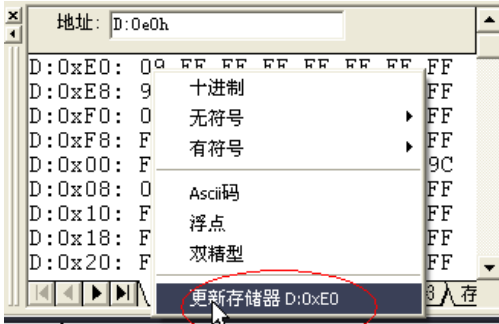 地址: D:0e0h
D:0xE0: 09 FF FF FF FF FF FF FF
D:0xE8: 9 FF
D:0xF0: 0 FF
D:0xF8: F FF
D:0x00: F 9C
D:0x08: 0 FF
D:0x10: F FF
D:0x18: F FF
D:0x20: F FF
十进制
无符号
有符号
Ascii码
浮点
双精型
更新存储器 D:0xE0
3 存